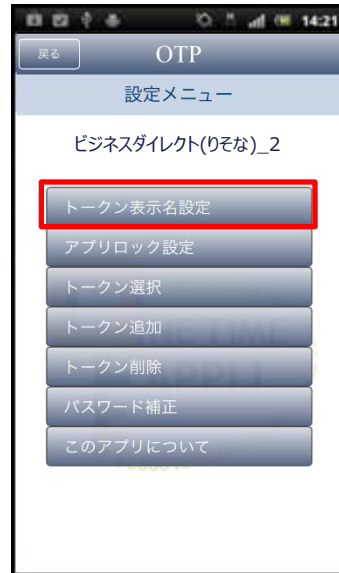 14:21
戻る
OTP
設定メニュー
ビジネスダイレクト(りそな)_2
トークン表示名設定
アプリロック設定
トークン選択
トークン追加
トークン削除
パスワード補正
このアプリについて